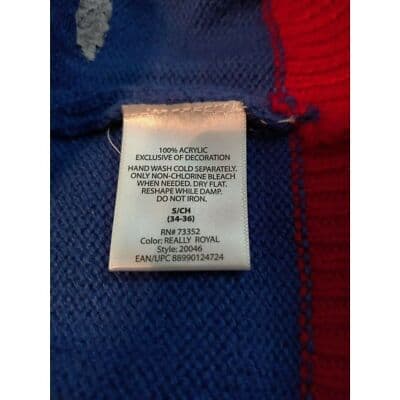 100% ACRYLIC
EXCLUSIVE OF DECORATION
HAND WASH COLD SEPARATELY.
ONLY NON-CHLORINE BLEACH
WHEN NEEDED. DRY FLAT.
RESHAPE WHILE DAMP.
DO NOT IRON.
S/CH
(34-36)
RN# 73352
Color: REALLY ROYAL
Style: 20046
EAN/UPC 88990124724